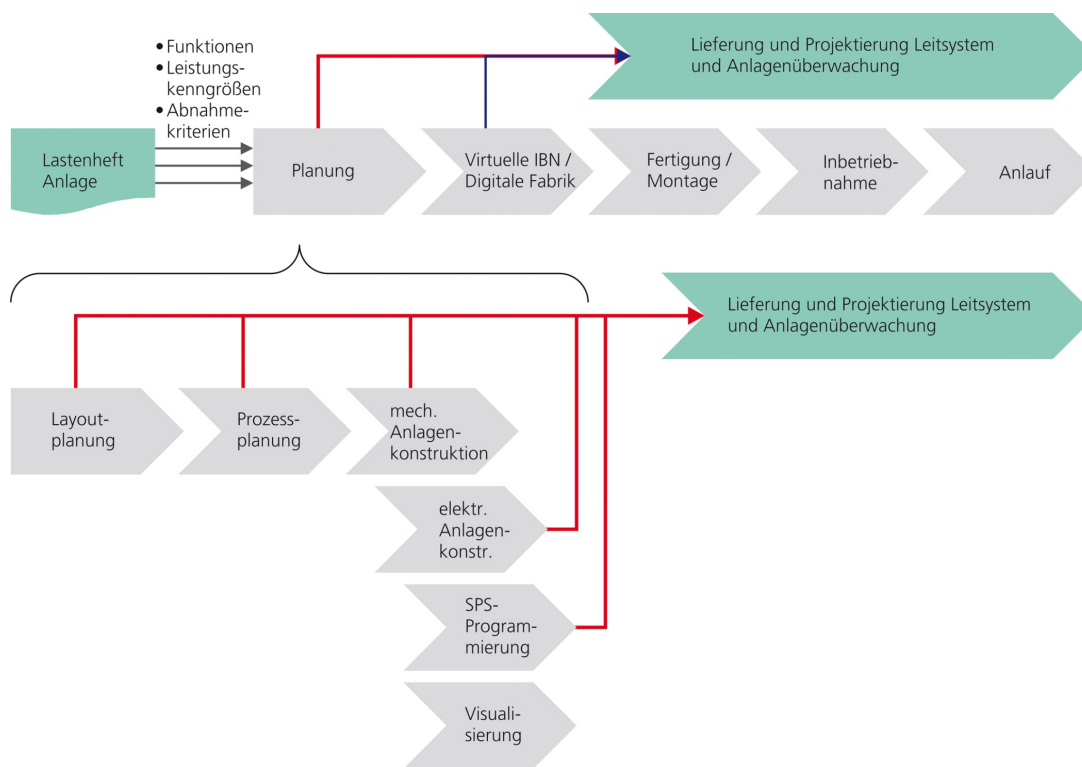 • Funktionen
• Leistungs-
kenngrößen
• Abnahme-
kriterien
Lieferung und Projektierung Leitsystem
und Anlagenüberwachung
Lastenheft
Anlage
Planung
Virtuelle IBN /
Digitale Fabrik
Fertigung /
Montage
Inbetrieb-
nahme
Anlauf
Lieferung und Projektierung Leitsystem
und Anlagenüberwachung
Layout-
planung
Prozess-
planung
mech.
Anlagen-
konstruktion
elektr.
Anlagen-
konstr.
SPS-
Program-
mierung
Visuali-
sierung